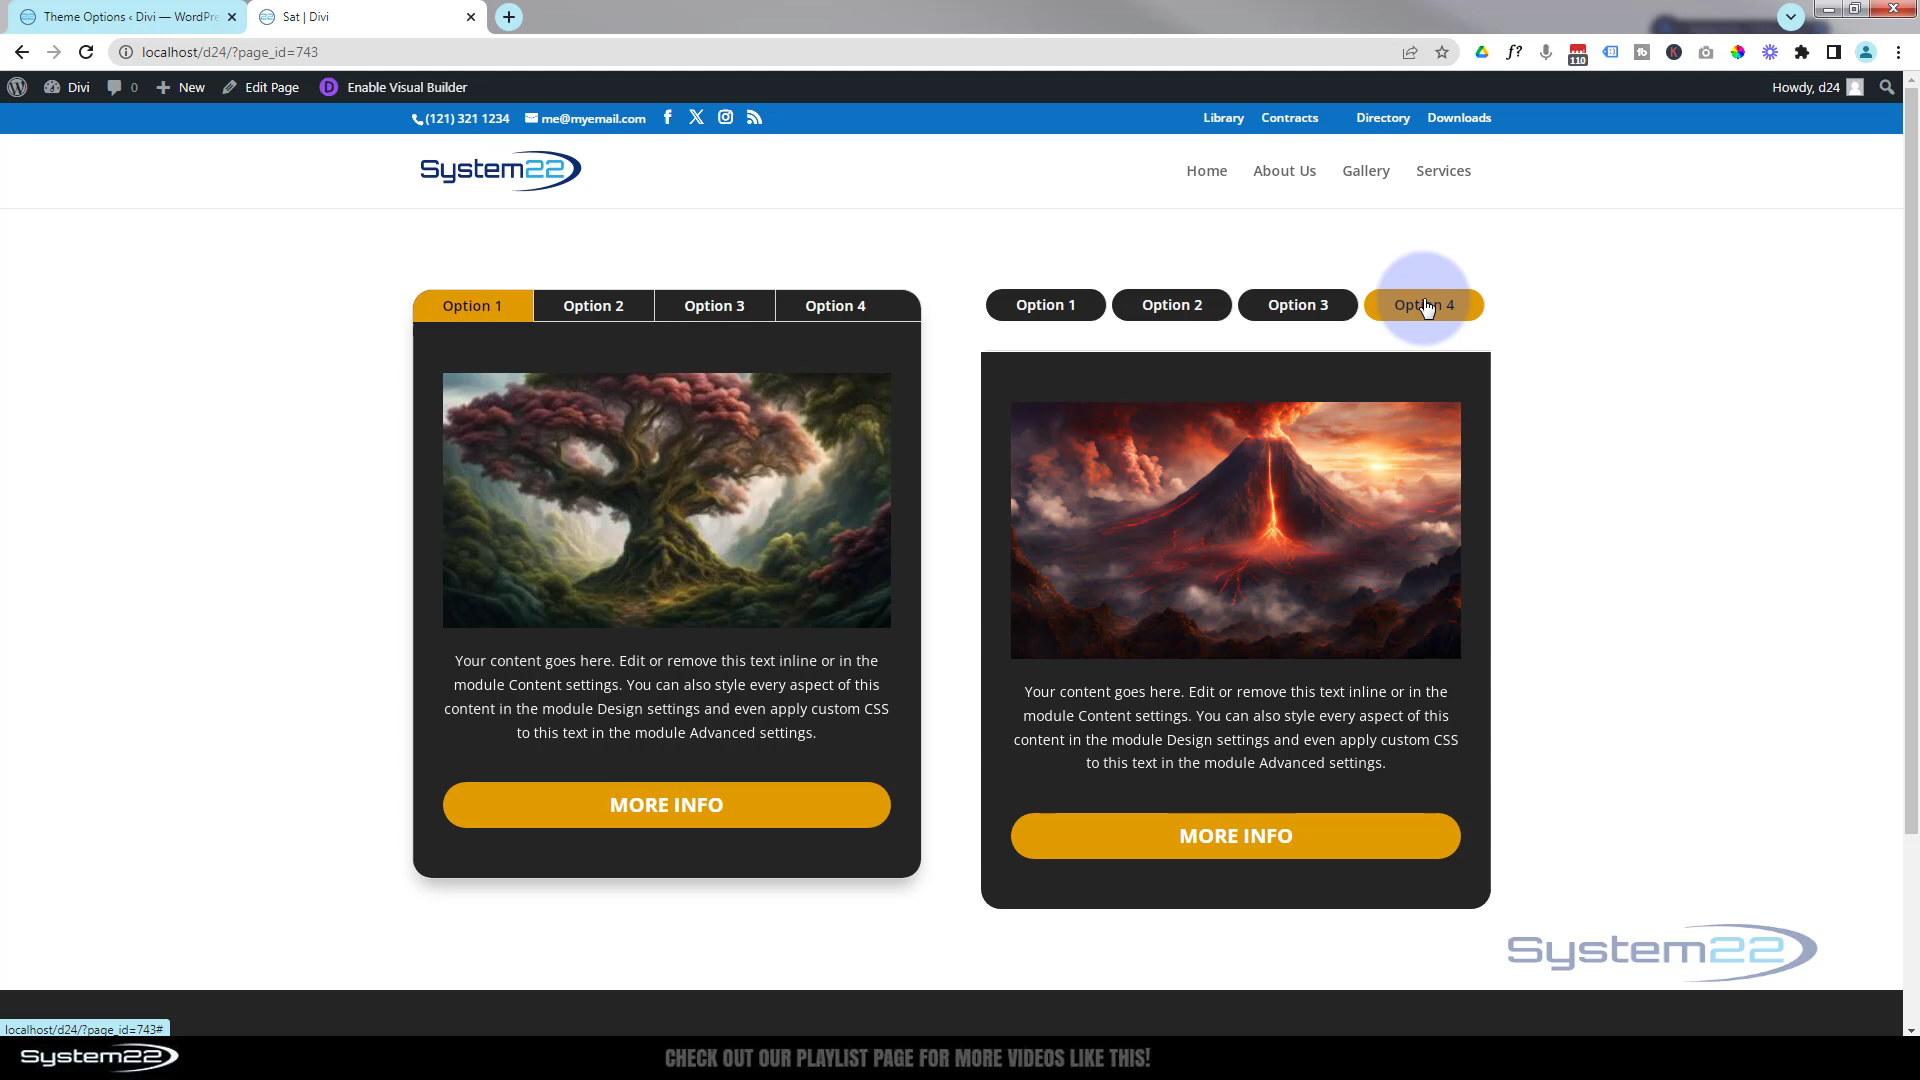 Theme Options ‹ Divi — WordPre
Sat | Divi
localhost/d24/?page_id=743
f?
110
Divi
0
New
Edit Page
D
Enable Visual Builder
Howdy, d24
(121) 321 1234
me@myemail.com
Library
Contracts
Directory
Downloads
System22
Home
About Us
Gallery
Services
Option 1
Option 2
Option 3
Option 4
Option 1
Option 2
Option 3
Option 4
Your content goes here. Edit or remove this text inline or in the
module Content settings. You can also style every aspect of this
content in the module Design settings and even apply custom CSS
to this text in the module Advanced settings.
MORE INFO
Your content goes here. Edit or remove this text inline or in the
module Content settings. You can also style every aspect of this
content in the module Design settings and even apply custom CSS
to this text in the module Advanced settings.
MORE INFO
System22
localhost/d24/?page_id=743#
System22
CHECK OUT OUR PLAYLIST PAGE FOR MORE VIDEOS LIKE THIS!